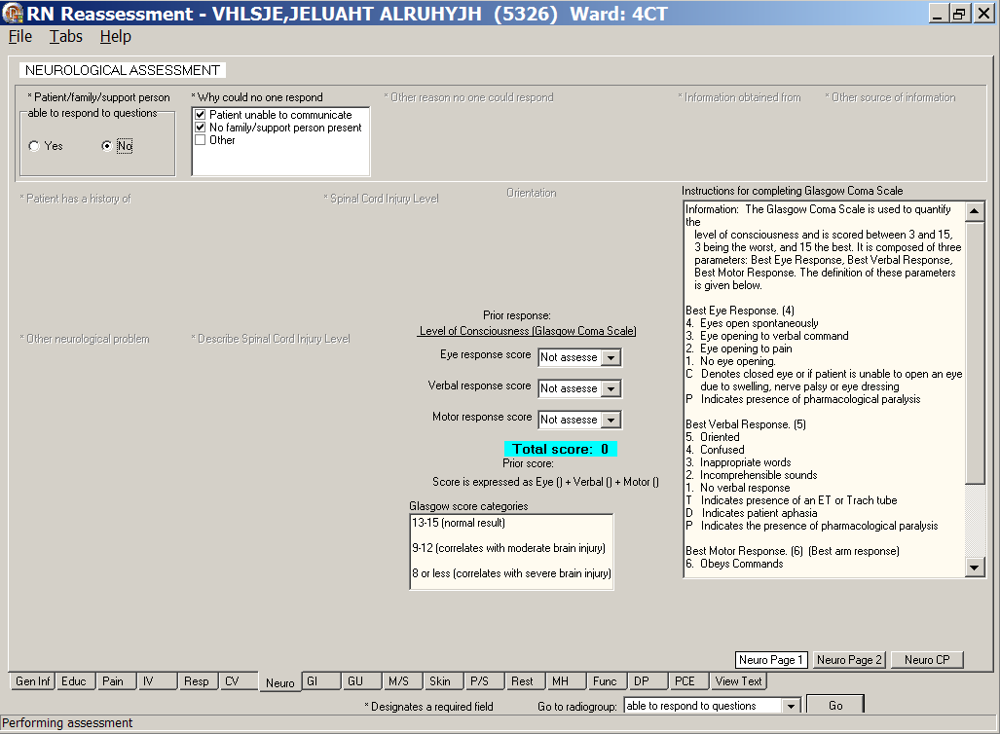 RN Reassessment - VHLSJE,JELUAHT ALRUHYJH (5326) Ward: 4CT
File Tabs Help
NEUROLOGICAL ASSESSMENT
* Patient/family/support person
able to respond to questions
Yes No
* Why could no one respond
Patient unable to communicate
No family/support person present
Other
* Other reason no one could respond
* Information obtained from
* Other source of information
* Patient has a history of
* Spinal Cord Injury Level
Orientation
* Other neurological problem
* Describe Spinal Cord Injury Level
Prior response:
Level of Consciousness (Glasgow Coma Scale)
Eye response score Not assesse
Verbal response score Not assesse
Motor response score Not assesse
Total score: 0
Prior score:
Score is expressed as Eye () + Verbal () + Motor ()
Glasgow score categories
13-15 (normal result)
9-12 (correlates with moderate brain injury)
8 or less (correlates with severe brain injury)
Instructions for completing Glasgow Coma Scale
Information: The Glasgow Coma Scale is used to quantify
the
level of consciousness and is scored between 3 and 15,
3 being the worst, and 15 the best. It is composed of three
parameters: Best Eye Response, Best Verbal Response,
Best Motor Response. The definition of these parameters
is given below.
Best Eye Response. (4)
4. Eyes open spontaneously
3. Eye opening to verbal command
2. Eye opening to pain
1. No eye opening.
C Denotes closed eye or if patient is unable to open an eye
due to swelling, nerve palsy or eye dressing
P Indicates presence of pharmacological paralysis
Best Verbal Response. (5)
5. Oriented
4. Confused
3. Inappropriate words
2. Incomprehensible sounds
1. No verbal response
T Indicates presence of an ET or Trach tube
D Indicates patient aphasia
P Indicates the presence of pharmacological paralysis
Best Motor Response. (6) (Best arm response)
6. Obeys Commands
Neuro Page 1 Neuro Page 2 Neuro CP
Gen Inf Educ Pain IV Resp CV Neuro GI GU M/S Skin P/S Rest MH Func DP PCE View Text
* Designates a required field Go to radiogroup: able to respond to questions Go
Performing assessment